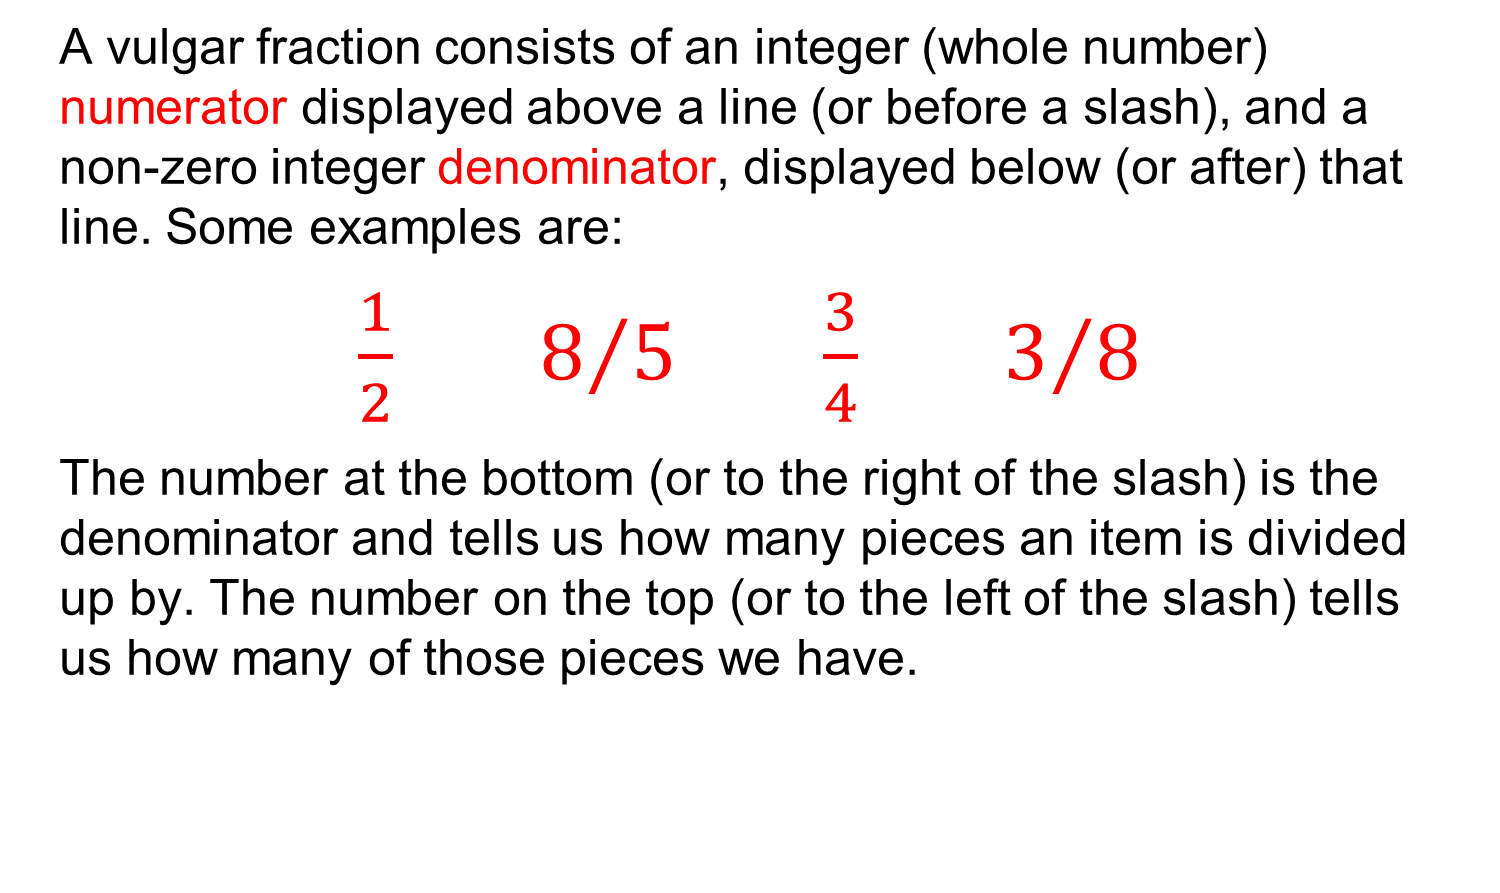 A vulgar fraction consists of an integer (whole number)
numerator displayed above a line (or before a slash), and a
non-zero integer denominator, displayed below (or after) that
line. Some examples are:
1/2 8/5 3/4 3/8
The number at the bottom (or to the right of the slash) is the
denominator and tells us how many pieces an item is divided
up by. The number on the top (or to the left of the slash) tells
us how many of those pieces we have.